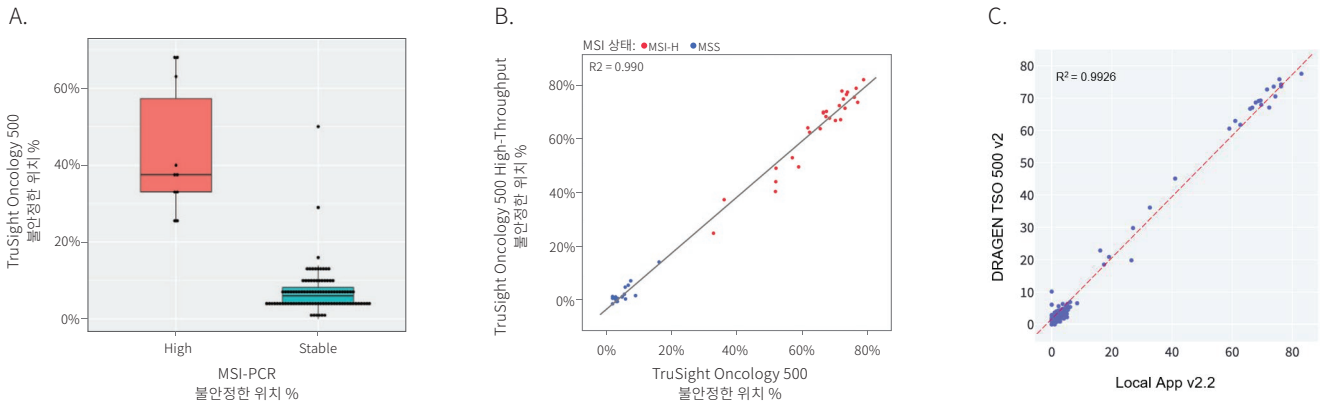 A.
TruSight Oncology 500
불안정한 위치 %
60%
40%
20%
0%
High
Stable
MSI-PCR
불안정한 위치 %
B.
MSI 상태: MSI-H MSS
R2 = 0.990
TruSight Oncology 500 High-Throughput
불안정한 위치 %
80%
60%
40%
20%
0%
0%
20%
40%
60%
80%
TruSight Oncology 500
불안정한 위치 %
C.
R² = 0.9926
DRAGEN TSO 500 v2
80
70
60
50
40
30
20
10
0
0
20
40
60
80
Local App v2.2